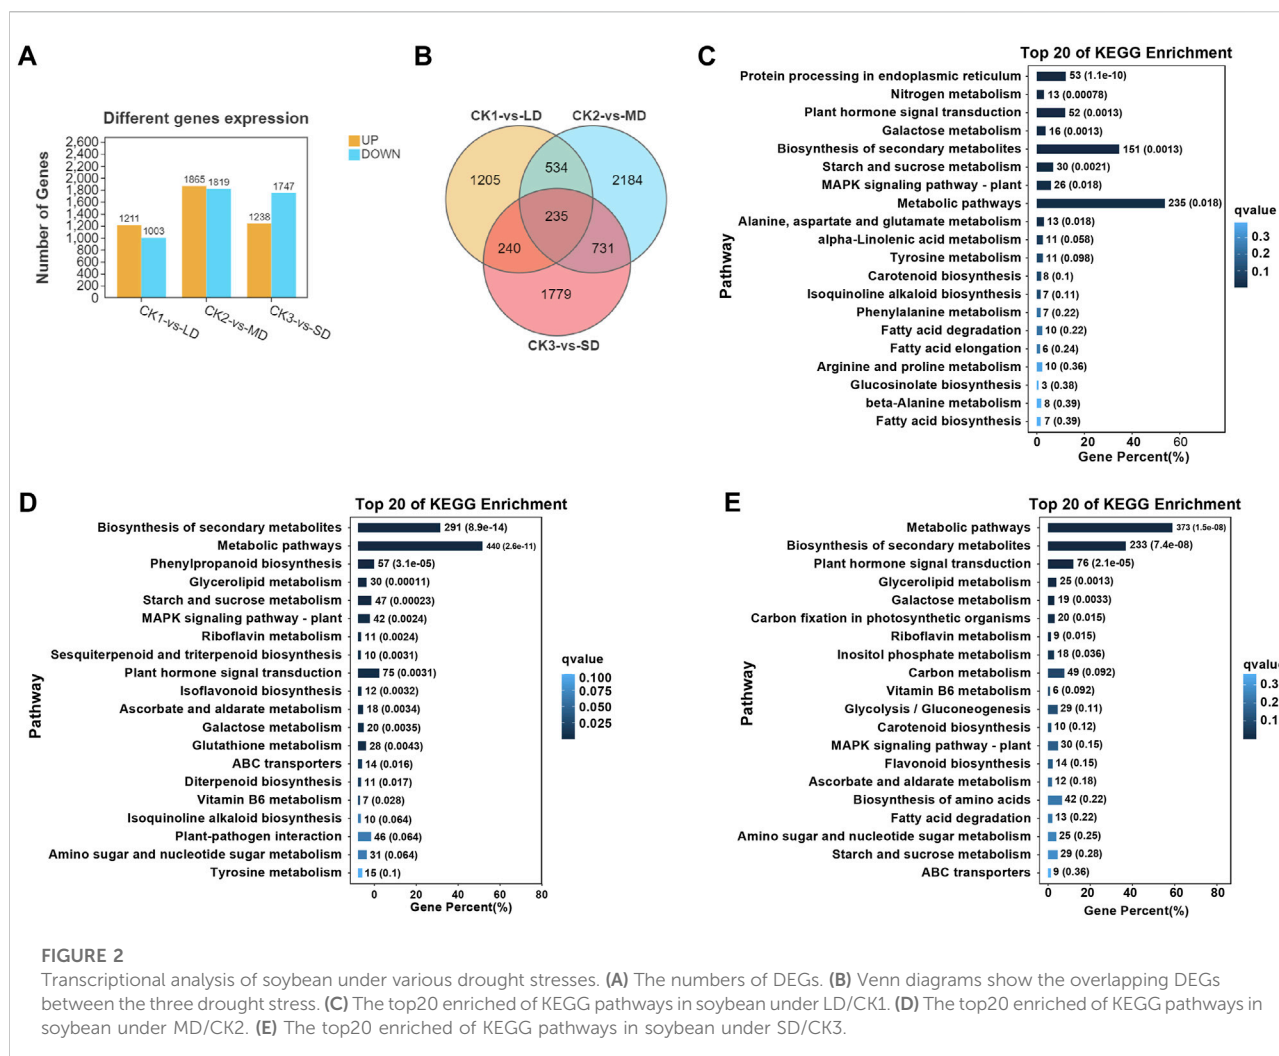 A
Different genes expression
UP
DOWN
Number of Genes
2,600
2,400
2,200
2,000
1,800
1,600
1,400
1,200
1,000
800
600
400
200
0
1211
1003
1865
1819
1238
1747
CK1-vs-LD
CK2-vs-MD
CK3-vs-SD
B
CK1-vs-LD
CK2-vs-MD
1205
534
2184
235
240
731
1779
CK3-vs-SD
C
Top 20 of KEGG Enrichment
Pathway
Protein processing in endoplasmic reticulum 53 (1.1e-10)
Nitrogen metabolism 13 (0.00078)
Plant hormone signal transduction 52 (0.0013)
Galactose metabolism 16 (0.0013)
Biosynthesis of secondary metabolites 151 (0.0013)
Starch and sucrose metabolism 30 (0.0021)
MAPK signaling pathway - plant 26 (0.018)
Metabolic pathways 235 (0.018)
Alanine, aspartate and glutamate metabolism 13 (0.018)
alpha-Linolenic acid metabolism 11 (0.058)
Tyrosine metabolism 11 (0.098)
Carotenoid biosynthesis 8 (0.1)
Isoquinoline alkaloid biosynthesis 7 (0.11)
Phenylalanine metabolism 7 (0.22)
Fatty acid degradation 10 (0.22)
Fatty acid elongation 6 (0.24)
Arginine and proline metabolism 10 (0.36)
Glucosinolate biosynthesis 3 (0.38)
beta-Alanine metabolism 8 (0.39)
Fatty acid biosynthesis 7 (0.39)
0 20 40 60
Gene Percent(%)
qvalue
0.3
0.2
0.1
D
Top 20 of KEGG Enrichment
Pathway
Biosynthesis of secondary metabolites 291 (8.9e-14)
Metabolic pathways 440 (2.6e-11)
Phenylpropanoid biosynthesis 57 (3.1e-05)
Glycerolipid metabolism 30 (0.00011)
Starch and sucrose metabolism 47 (0.00023)
MAPK signaling pathway - plant 42 (0.0024)
Riboflavin metabolism 11 (0.0024)
Sesquiterpenoid and triterpenoid biosynthesis 10 (0.0031)
Plant hormone signal transduction 75 (0.0031)
Isoflavonoid biosynthesis 12 (0.0032)
Ascorbate and aldarate metabolism 18 (0.0034)
Galactose metabolism 20 (0.0035)
Glutathione metabolism 28 (0.0043)
ABC transporters 14 (0.016)
Diterpenoid biosynthesis 11 (0.017)
Vitamin B6 metabolism 7 (0.028)
Isoquinoline alkaloid biosynthesis 10 (0.064)
Plant-pathogen interaction 46 (0.064)
Amino sugar and nucleotide sugar metabolism 31 (0.064)
Tyrosine metabolism 15 (0.1)
0 20 40 60 80
Gene Percent(%)
qvalue
0.100
0.075
0.050
0.025
E
Top 20 of KEGG Enrichment
Pathway
Metabolic pathways 373 (1.5e-08)
Biosynthesis of secondary metabolites 233 (7.4e-08)
Plant hormone signal transduction 76 (2.1e-05)
Glycerolipid metabolism 25 (0.0013)
Galactose metabolism 19 (0.0033)
Carbon fixation in photosynthetic organisms 20 (0.015)
Riboflavin metabolism 9 (0.015)
Inositol phosphate metabolism 18 (0.036)
Carbon metabolism 49 (0.092)
Vitamin B6 metabolism 6 (0.092)
Glycolysis / Gluconeogenesis 29 (0.11)
Carotenoid biosynthesis 10 (0.12)
MAPK signaling pathway - plant 30 (0.15)
Flavonoid biosynthesis 14 (0.15)
Ascorbate and aldarate metabolism 12 (0.18)
Biosynthesis of amino acids 42 (0.22)
Fatty acid degradation 13 (0.22)
Amino sugar and nucleotide sugar metabolism 25 (0.25)
Starch and sucrose metabolism 29 (0.28)
ABC transporters 9 (0.36)
0 20 40 60 80
Gene Percent(%)
qvalue
0.3
0.2
0.1
FIGURE 2
Transcriptional analysis of soybean under various drought stresses. (A) The numbers of DEGs. (B) Venn diagrams show the overlapping DEGs
between the three drought stress. (C) The top20 enriched of KEGG pathways in soybean under LD/CK1. (D) The top20 enriched of KEGG pathways in
soybean under MD/CK2. (E) The top20 enriched of KEGG pathways in soybean under SD/CK3.